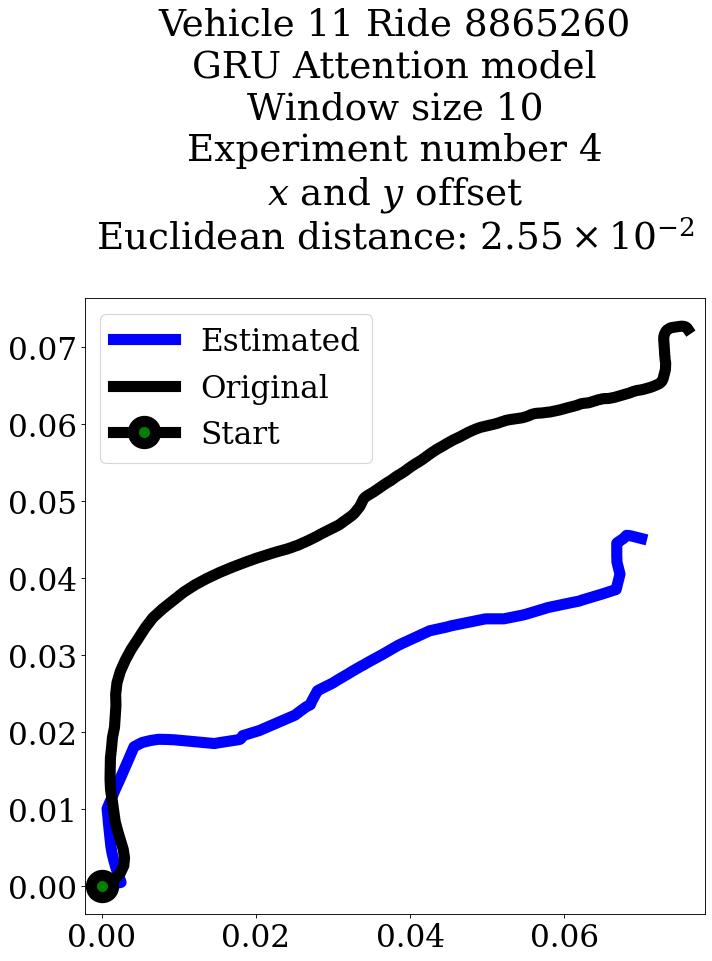 Vehicle 11 Ride 8865260
GRU Attention model
Window size 10
Experiment number 4
x and y offset
Euclidean distance: 2.55 × 10⁻²
Estimated
Original
Start
0.07
0.06
0.05
0.04
0.03
0.02
0.01
0.00
0.00 0.02 0.04 0.06